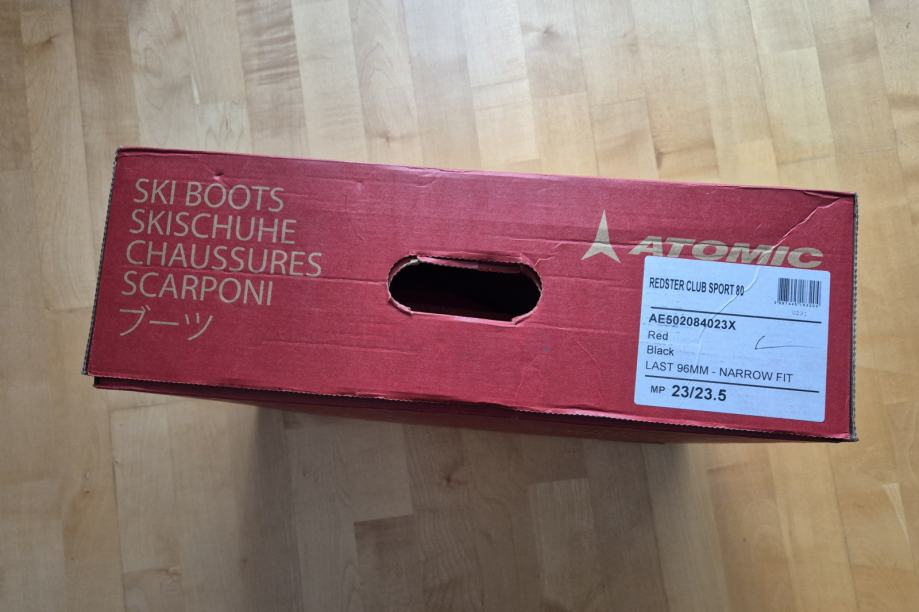 SKI BOOTS
SKISCHUHE
CHAUSSURES
SCARPONI
ブーツ
ATOMIC
REDSTER CLUB SPORT 80
AE502084023X
Red
Black
LAST 96MM - NARROW FIT
MP 23/23.5